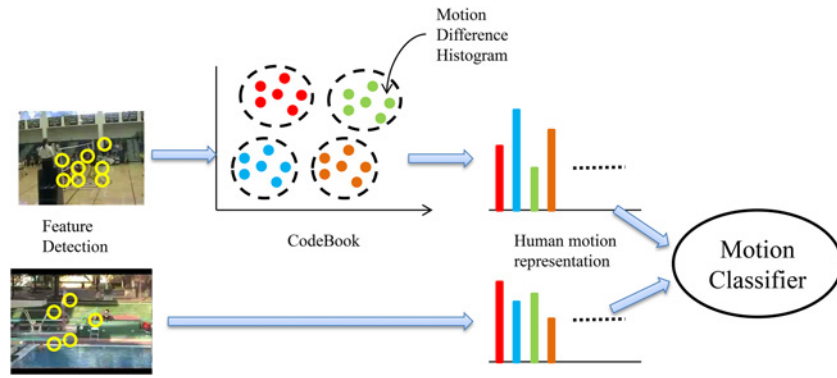 Motion
Difference
Histogram
Feature
Detection
CodeBook
Human motion
representation
Motion
Classifier